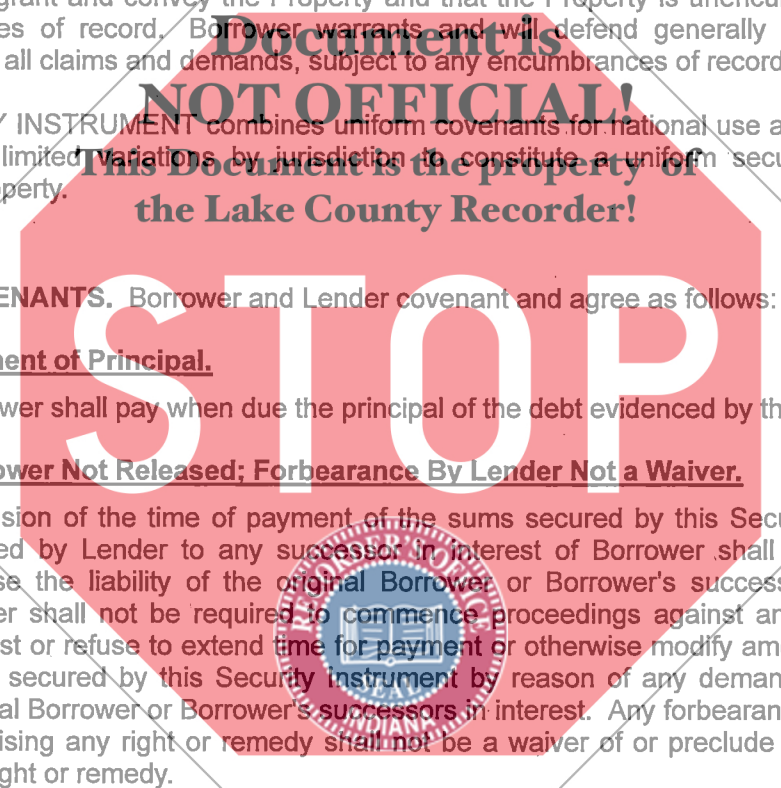 grant and convey the Property and that the Property is
es of record. Borrower warrants and will defend generally
all claims and demands, subject to any encumbrances of record
Document is
NOT OFFICIAL!
This Document is the property of
the Lake County Recorder!
INSTRUMENT combines uniform covenants for national use a
limited variations by jurisdiction to constitute a uniform secu
operty.
STOP
ENANTS. Borrower and Lender covenant and agree as follows:
ent of Principal.
wer shall pay when due the principal of the debt evidenced by th
ower Not Released; Forbearance By Lender Not a Waiver.
sion of the time of payment of the sums secured by this Secu
ed by Lender to any successor in interest of Borrower shall
se the liability of the original Borrower or Borrower's success
er shall not be required to commence proceedings against an
st or refuse to extend time for payment or otherwise modify am
secured by this Security Instrument by reason of any deman
al Borrower or Borrower's successors in interest. Any forbearan
ising any right or remedy shall not be a waiver of or preclude
ght or remedy.
RECORDER'S OFFICE
SEAL
INDIANA